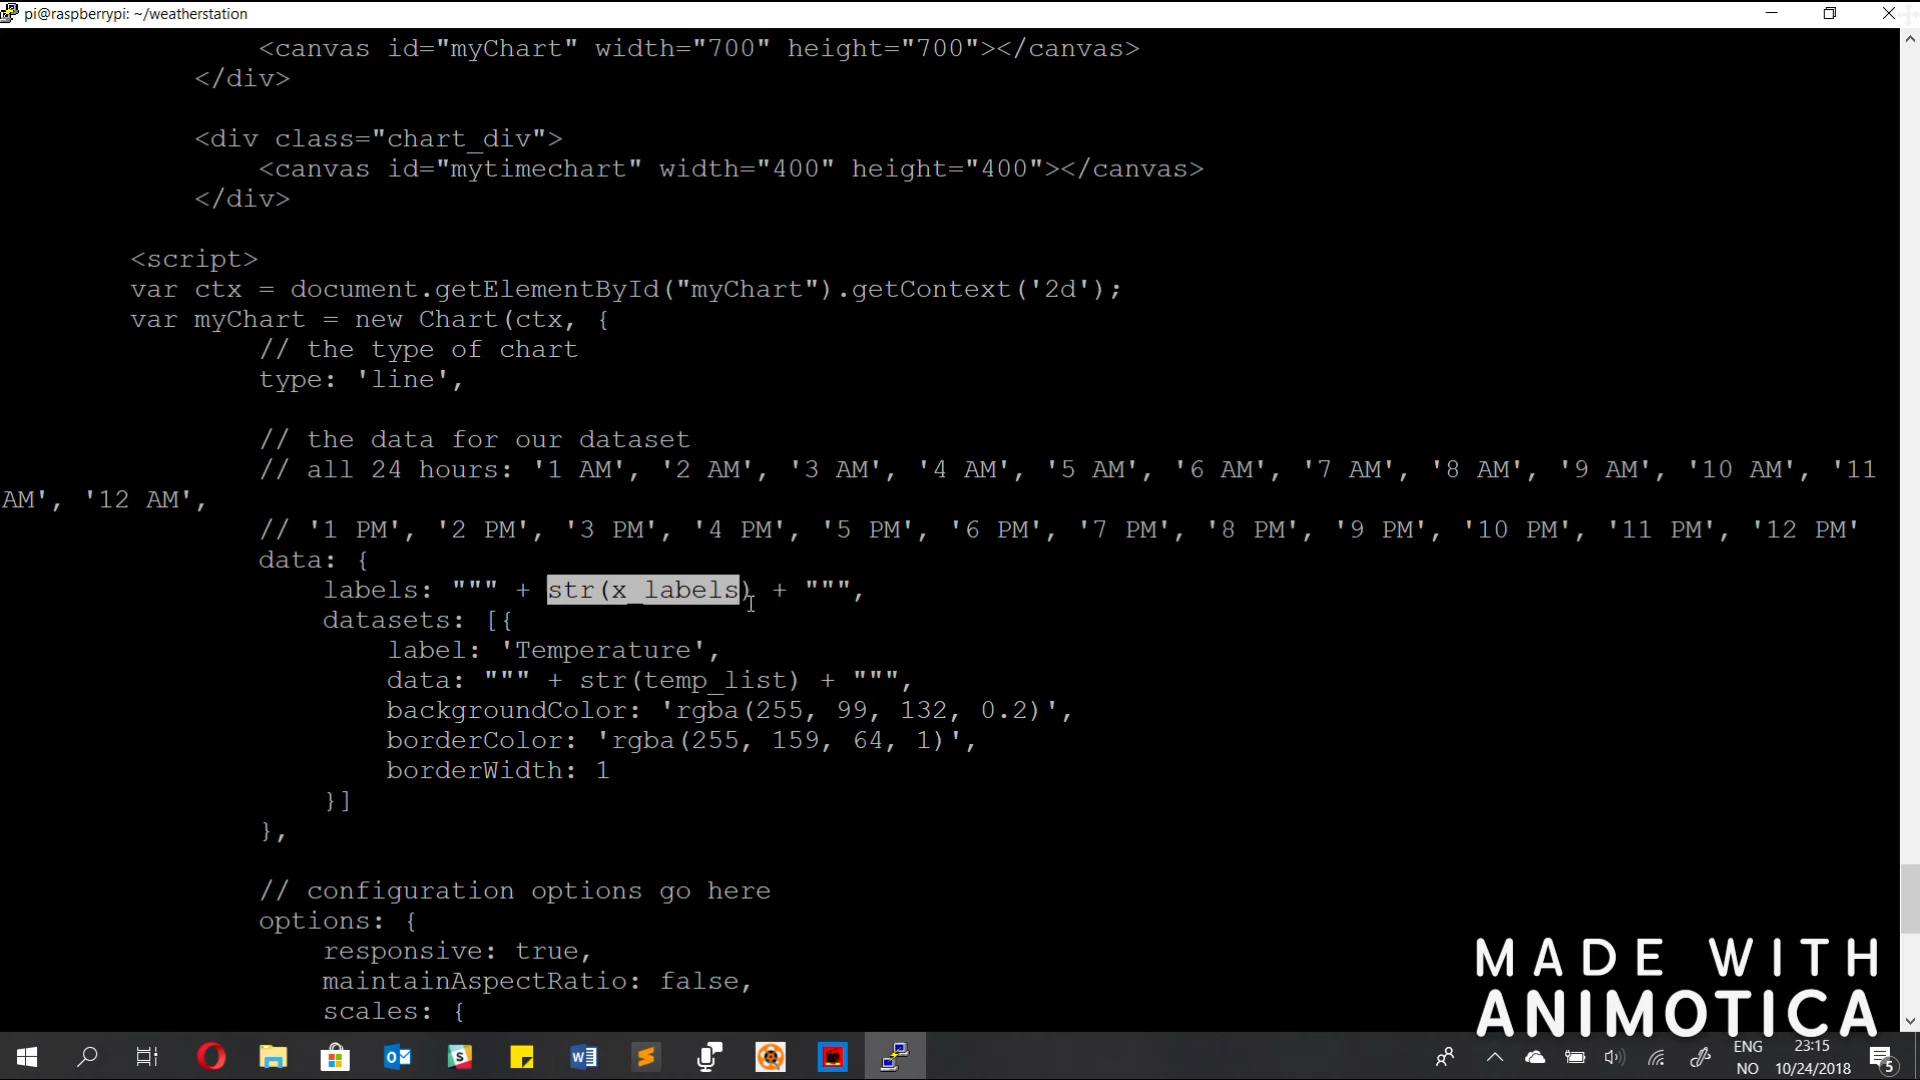 pi@raspberrypi: ~/weatherstation
<canvas id="myChart" width="700" height="700"></canvas>
</div>
<div class="chart_div">
<canvas id="mytimechart" width="400" height="400"></canvas>
</div>
<script>
var ctx = document.getElementById("myChart").getContext('2d');
var myChart = new Chart(ctx, {
// the type of chart
type: 'line',
// the data for our dataset
// all 24 hours: '1 AM', '2 AM', '3 AM', '4 AM', '5 AM', '6 AM', '7 AM', '8 AM', '9 AM', '10 AM', '11
AM', '12 AM',
// '1 PM', '2 PM', '3 PM', '4 PM', '5 PM', '6 PM', '7 PM', '8 PM', '9 PM', '10 PM', '11 PM', '12 PM'
data: {
labels: """ + str(x_labels) + """,
datasets: [{
label: 'Temperature',
data: """ + str(temp_list) + """,
backgroundColor: 'rgba(255, 99, 132, 0.2)',
borderColor: 'rgba(255, 159, 64, 1)',
borderWidth: 1
}]
},
// configuration options go here
options: {
responsive: true,
maintainAspectRatio: false,
scales: {
MADE WITH
ANIMOTICA
ENG
NO
23:15
10/24/2018
5